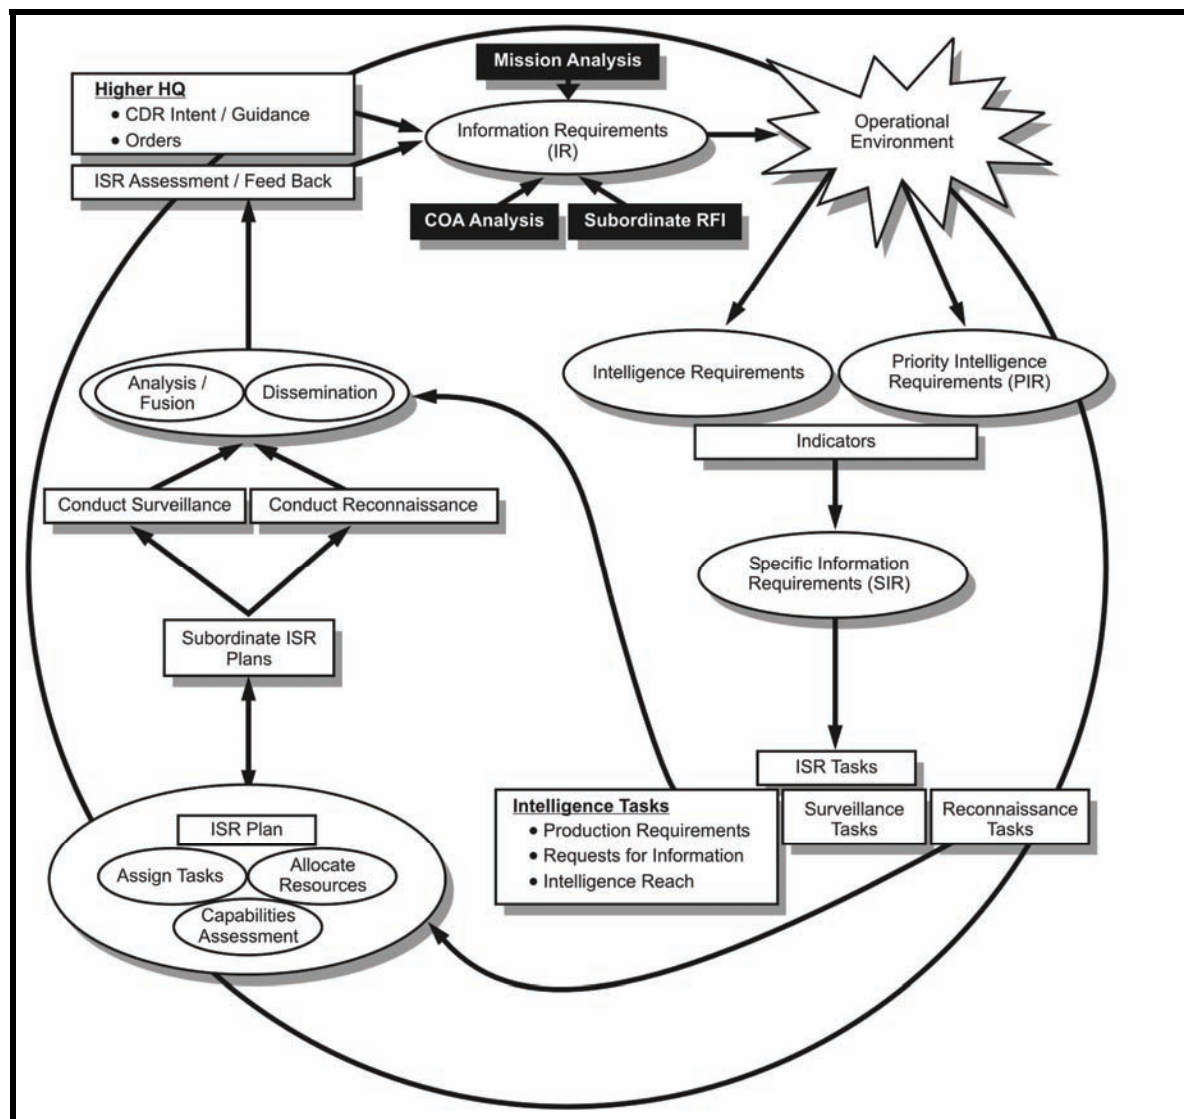 Mission Analysis
Higher HQ
• CDR Intent / Guidance
• Orders
Information Requirements
(IR)
Operational
Environment
ISR Assessment / Feed Back
COA Analysis
Subordinate RFI
Analysis /
Fusion
Dissemination
Intelligence Requirements
Priority Intelligence
Requirements (PIR)
Indicators
Conduct Surveillance
Conduct Reconnaissance
Specific Information
Requirements (SIR)
Subordinate ISR
Plans
ISR Tasks
Intelligence Tasks
• Production Requirements
• Requests for Information
• Intelligence Reach
Surveillance
Tasks
Reconnaissance
Tasks
ISR Plan
Assign Tasks
Allocate
Resources
Capabilities
Assessment